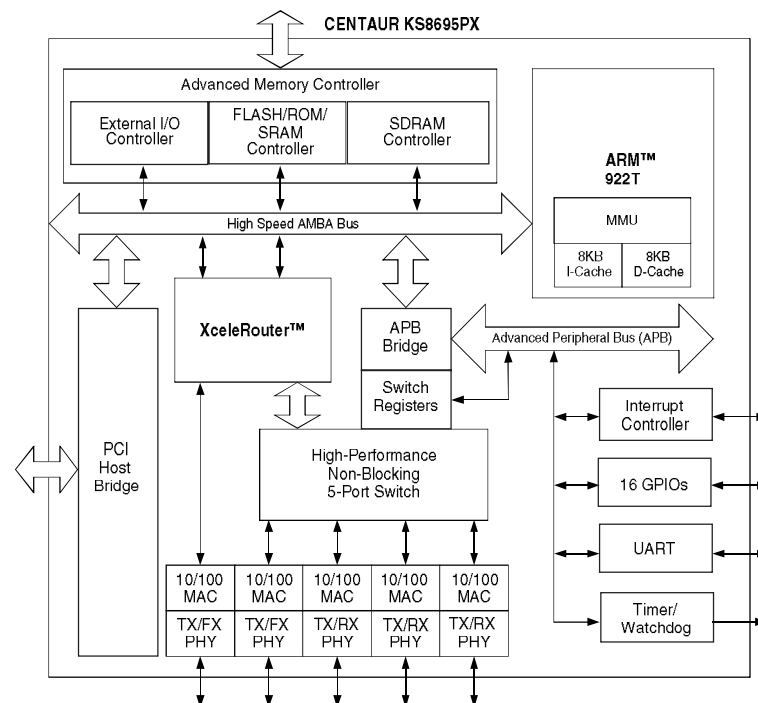 CENTAUR KS8695PX
Advanced Memory Controller
External I/O
Controller
FLASH/ROM/
SRAM
Controller
SDRAM
Controller
ARM™
922T
MMU
8KB
I-Cache
8KB
D-Cache
High Speed AMBA Bus
XceleRouter™
APB
Bridge
Advanced Peripheral Bus (APB)
Switch
Registers
PCI
Host
Bridge
High-Performance
Non-Blocking
5-Port Switch
Interrupt
Controller
16 GPIOs
UART
Timer/
Watchdog
10/100
MAC
10/100
MAC
10/100
MAC
10/100
MAC
10/100
MAC
TX/FX
PHY
TX/FX
PHY
TX/RX
PHY
TX/RX
PHY
TX/RX
PHY